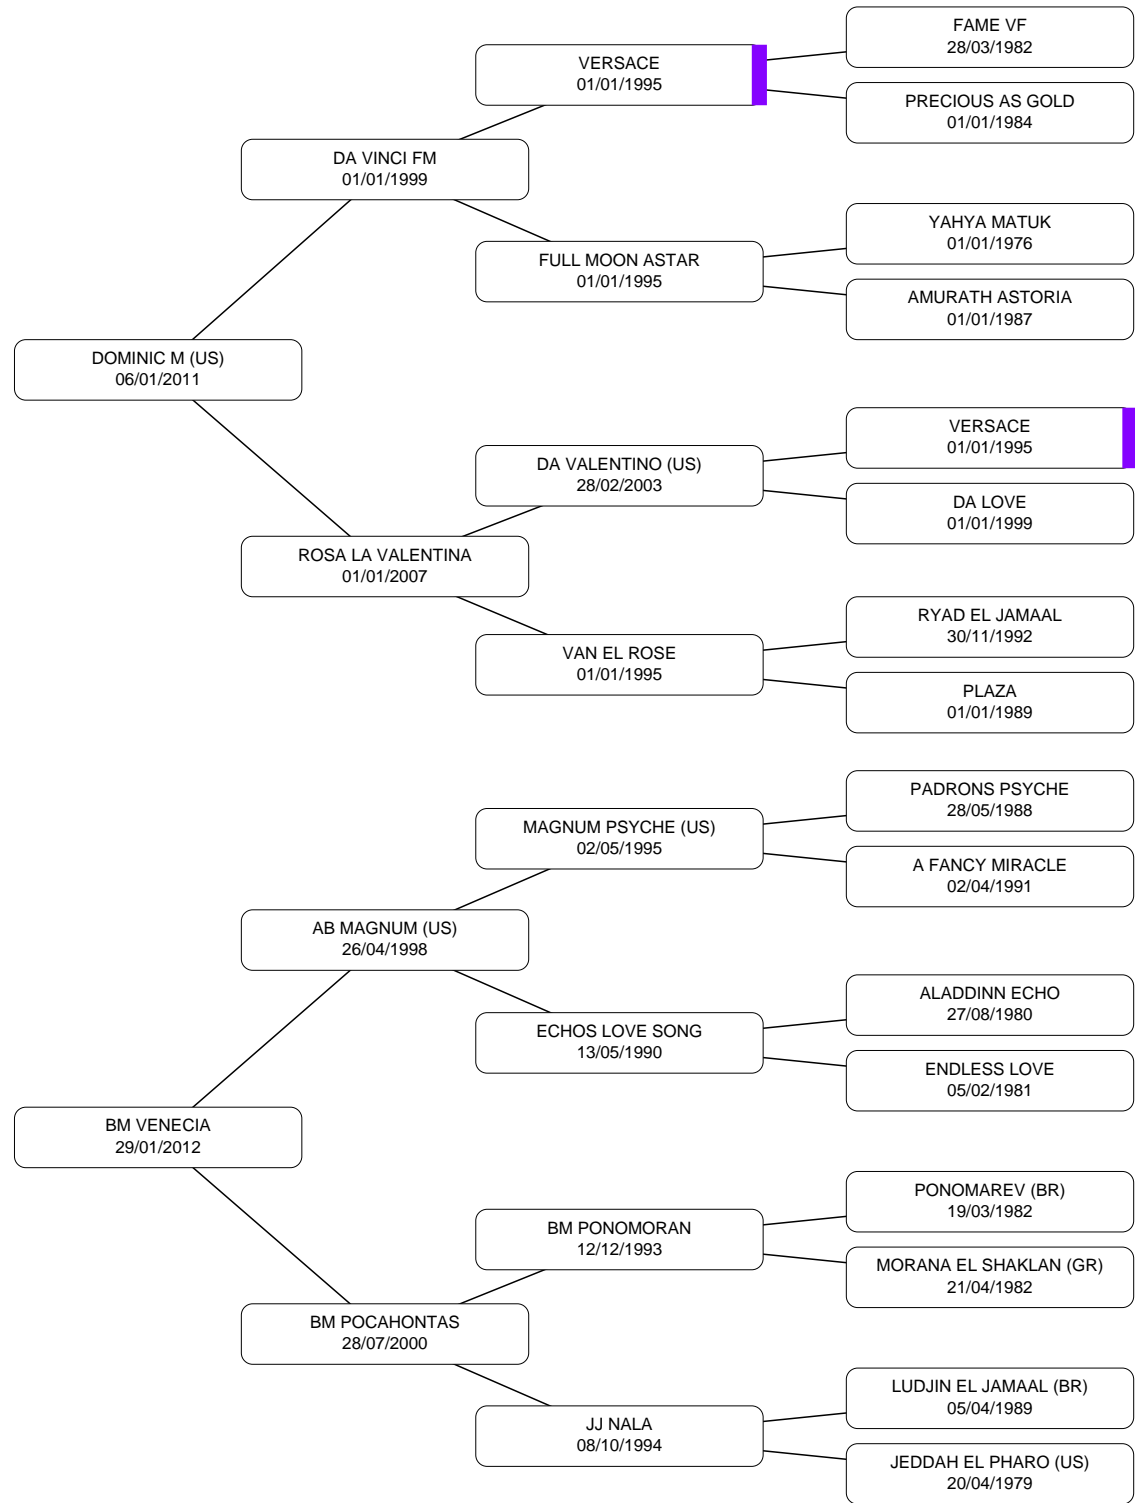 FAME VF
28/03/1982
VERSACE
01/01/1995
PRECIOUS AS GOLD
01/01/1984
DA VINCI FM
01/01/1999
YAHYA MATUK
01/01/1976
FULL MOON ASTAR
01/01/1995
AMURATH ASTORIA
01/01/1987
DOMINIC M (US)
06/01/2011
VERSACE
01/01/1995
DA VALENTINO (US)
28/02/2003
DA LOVE
01/01/1999
ROSA LA VALENTINA
01/01/2007
RYAD EL JAMAAL
30/11/1992
VAN EL ROSE
01/01/1995
PLAZA
01/01/1989
PADRONS PSYCHE
28/05/1988
MAGNUM PSYCHE (US)
02/05/1995
A FANCY MIRACLE
02/04/1991
AB MAGNUM (US)
26/04/1998
ALADDINN ECHO
27/08/1980
ECHOS LOVE SONG
13/05/1990
ENDLESS LOVE
05/02/1981
BM VENECIA
29/01/2012
PONOMAREV (BR)
19/03/1982
BM PONOMORAN
12/12/1993
MORANA EL SHAKLAN (GR)
21/04/1982
BM POCAHONTAS
28/07/2000
LUDJIN EL JAMAAL (BR)
05/04/1989
JJ NALA
08/10/1994
JEDDAH EL PHARO (US)
20/04/1979